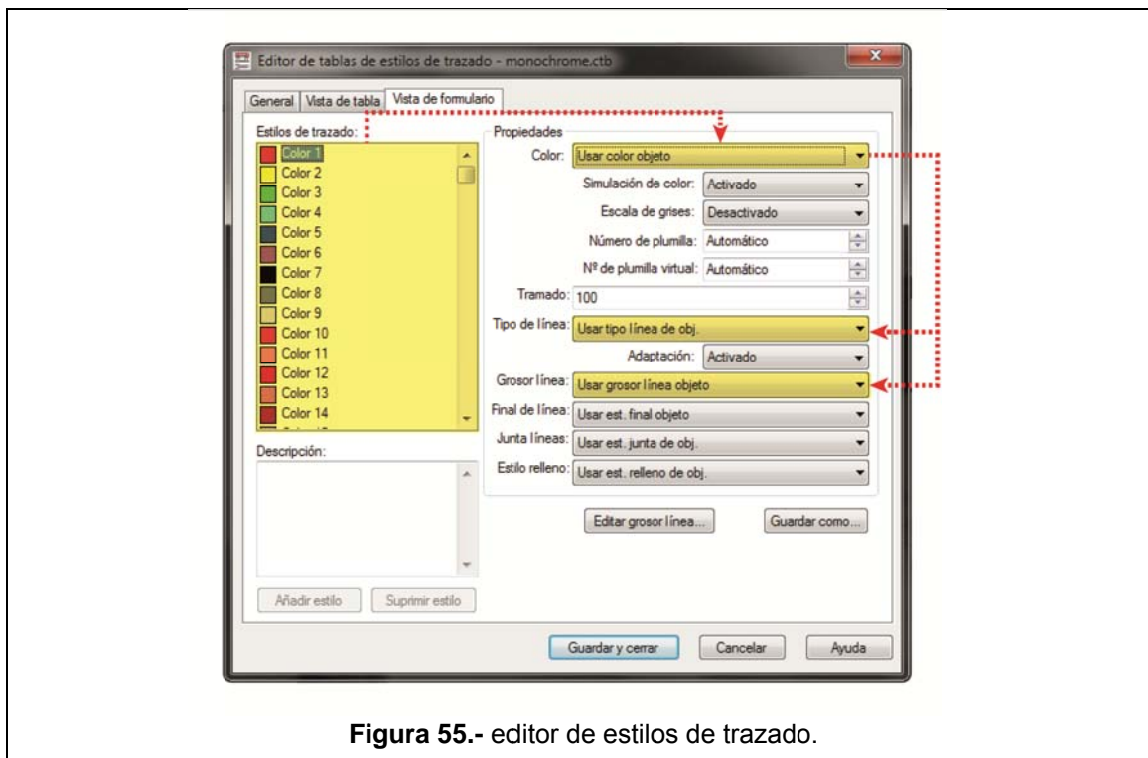 Editor de tablas de estilos de trazado - monochrome.ctb
General Vista de tabla Vista de formulario
Estilos de trazado:
Color 1
Color 2
Color 3
Color 4
Color 5
Color 6
Color 7
Color 8
Color 9
Color 10
Color 11
Color 12
Color 13
Color 14
Descripción:
Añadir estilo Suprimir estilo
Propiedades
Color: Usar color objeto
Simulación de color: Activado
Escala de grises: Desactivado
Número de plumilla: Automático
Nº de plumilla virtual: Automático
Tramado: 100
Tipo de línea: Usar tipo línea de obj.
Adaptación: Activado
Grosor línea: Usar grosor línea objeto
Final de línea: Usar est. final objeto
Junta líneas: Usar est. junta de obj.
Estilo relleno: Usar est. relleno de obj.
Editar grosor línea... Guardar como...
Guardar y cerrar Cancelar Ayuda
Figura 55.- editor de estilos de trazado.